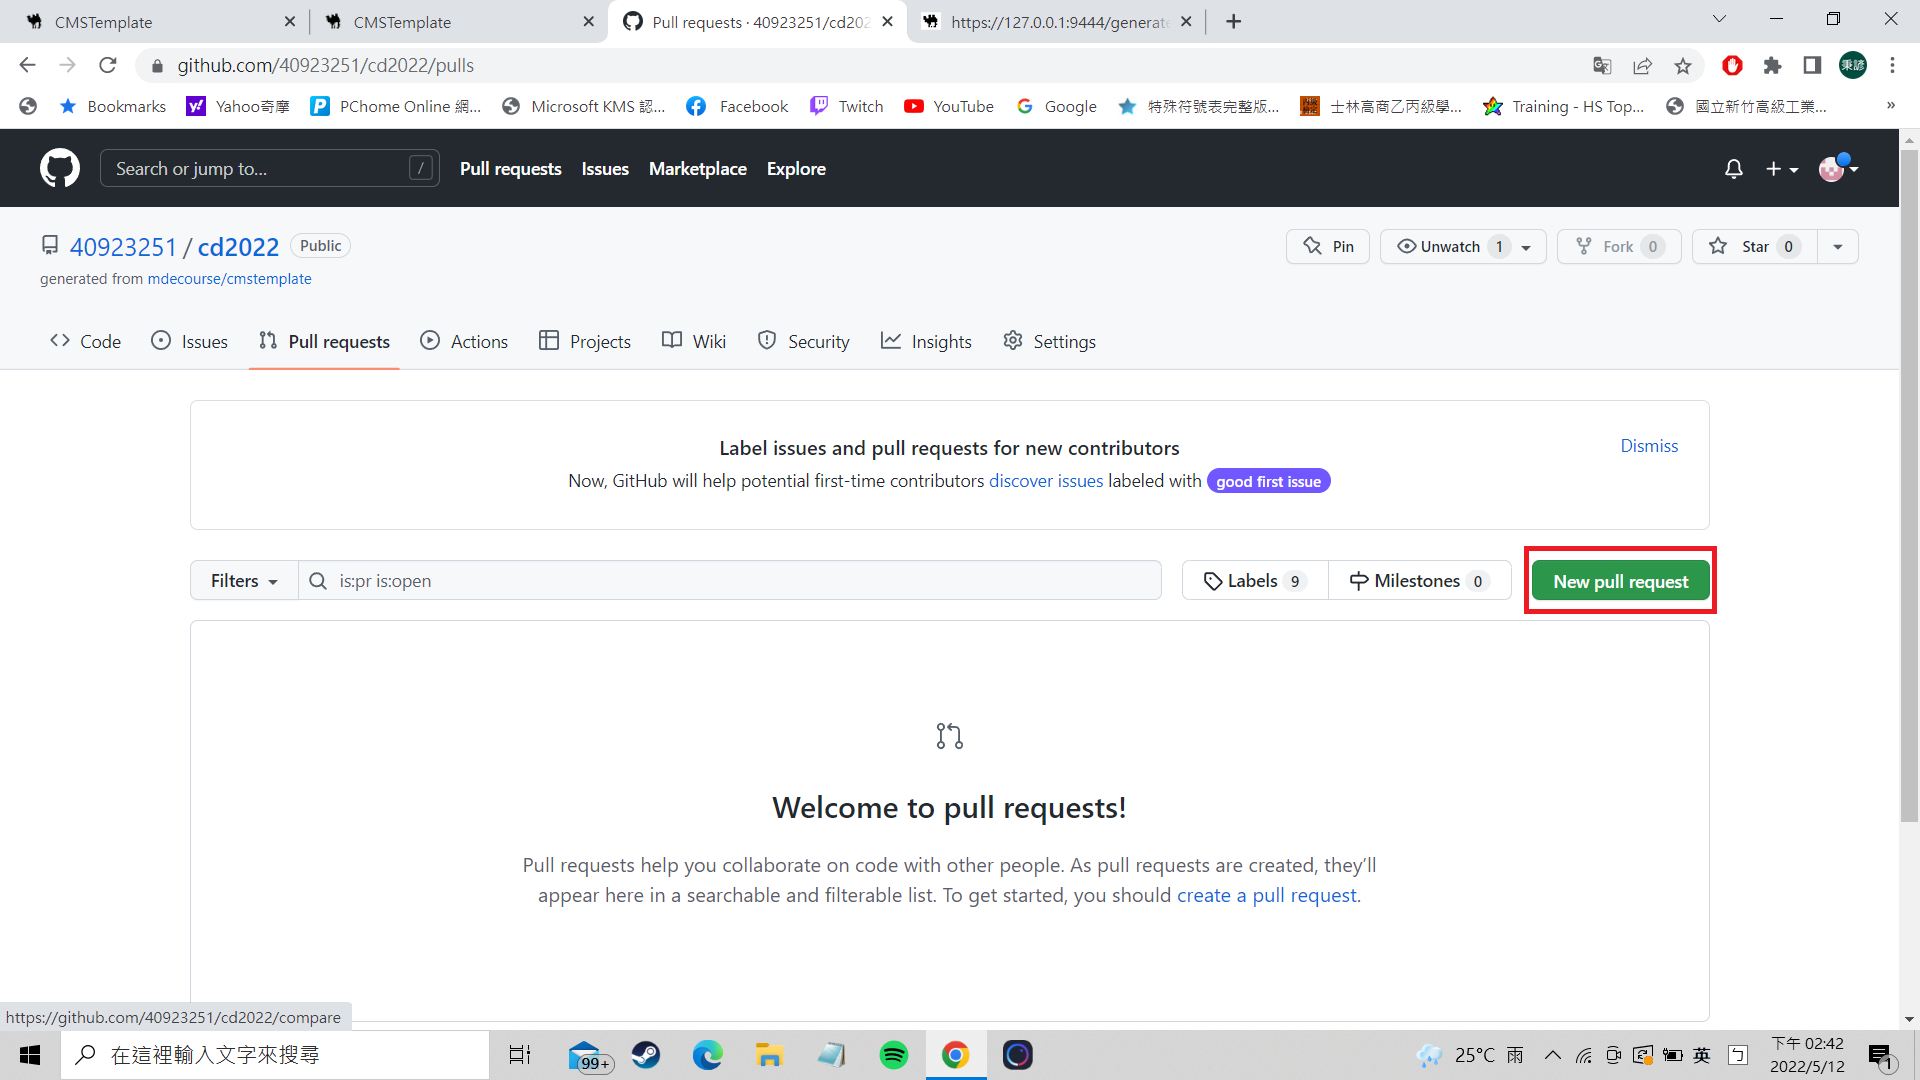 CMSTemplate
CMSTemplate
Pull requests · 40923251/cd202
https://127.0.0.1:9444/generate
github.com/40923251/cd2022/pulls
秉諺
Bookmarks
Yahoo奇摩
PChome Online 網...
Microsoft KMS 認...
Facebook
Twitch
YouTube
Google
特殊符號表完整版...
士林高商乙丙級學...
Training - HS Top...
國立新竹高級工業...
»
Search or jump to...
/
Pull requests
Issues
Marketplace
Explore
40923251 / cd2022
Public
generated from mdecourse/cmstemplate
Pin
Unwatch 1
Fork 0
Star 0
Code
Issues
Pull requests
Actions
Projects
Wiki
Security
Insights
Settings
Label issues and pull requests for new contributors
Dismiss
Now, GitHub will help potential first-time contributors discover issues labeled with good first issue
Filters
is:pr is:open
Labels 9
Milestones 0
New pull request
Welcome to pull requests!
Pull requests help you collaborate on code with other people. As pull requests are created, they’ll
appear here in a searchable and filterable list. To get started, you should create a pull request.
https://github.com/40923251/cd2022/compare
在這裡輸入文字來搜尋
99+
25°C 雨
英
下午 02:42
2022/5/12
1